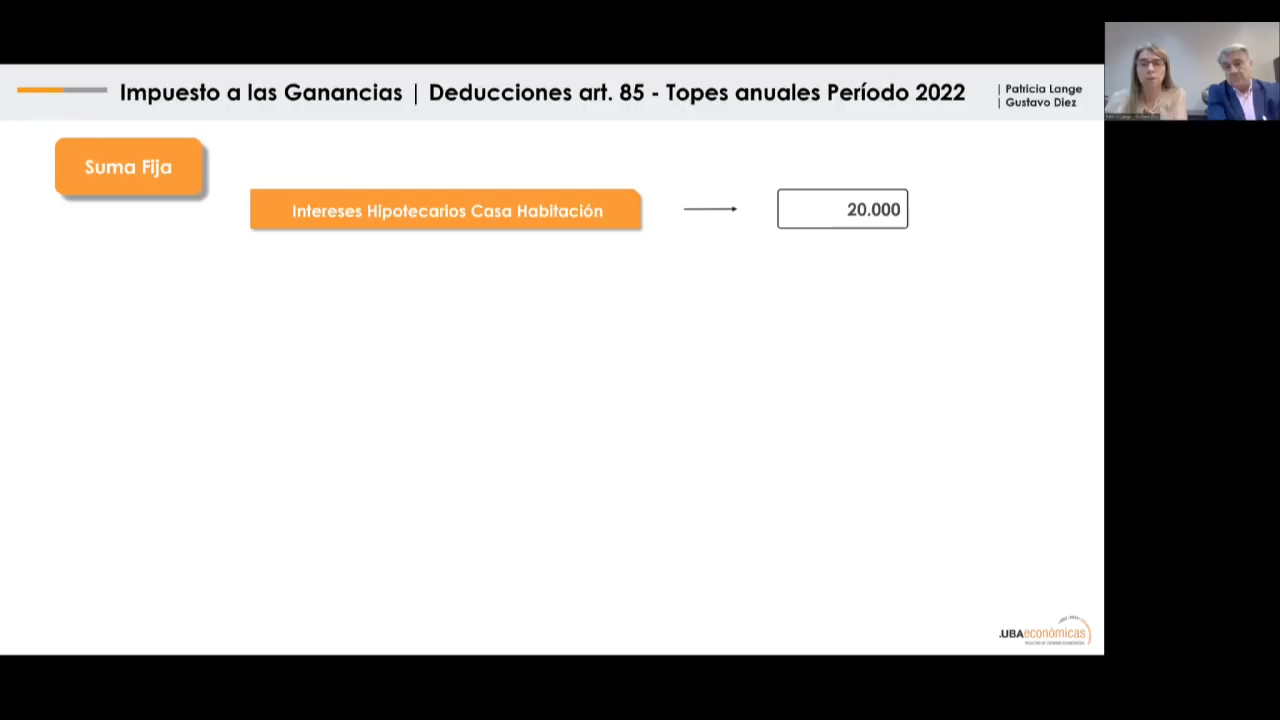 Impuesto a las Ganancias | Deducciones art. 85 - Topes anuales Período 2022
| Patricia Lange
| Gustavo Diez
Suma Fija
Intereses Hipotecarios Casa Habitación
20.000
.UBAeconómicas